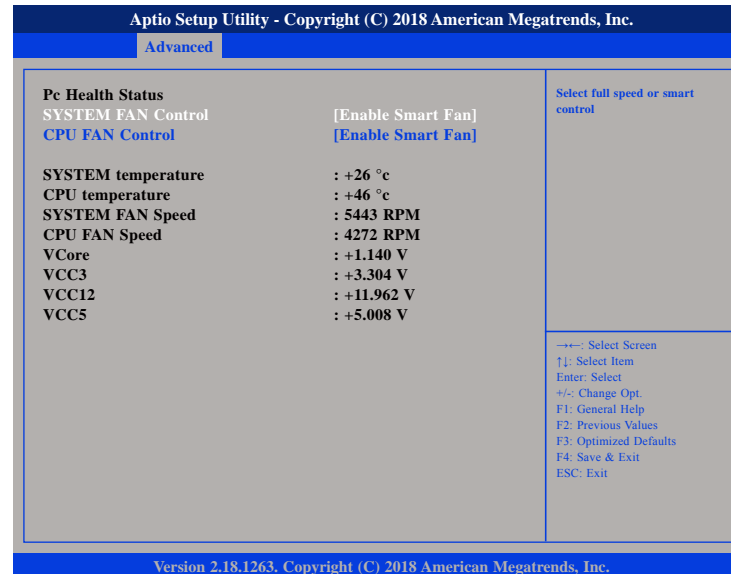 Aptio Setup Utility - Copyright (C) 2018 American Megatrends, Inc.
Advanced
Pc Health Status
SYSTEM FAN Control [Enable Smart Fan]
CPU FAN Control [Enable Smart Fan]
SYSTEM temperature : +26 °c
CPU temperature : +46 °c
SYSTEM FAN Speed : 5443 RPM
CPU FAN Speed : 4272 RPM
VCore : +1.140 V
VCC3 : +3.304 V
VCC12 : +11.962 V
VCC5 : +5.008 V
Select full speed or smart
control
→←: Select Screen
↑↓: Select Item
Enter: Select
+/-: Change Opt.
F1: General Help
F2: Previous Values
F3: Optimized Defaults
F4: Save & Exit
ESC: Exit
Version 2.18.1263. Copyright (C) 2018 American Megatrends, Inc.